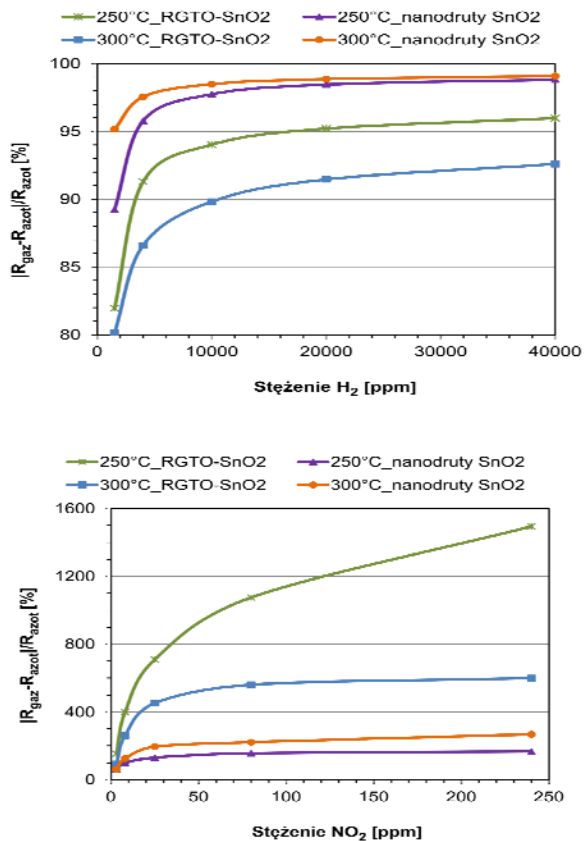 250°C_RGTO-SnO2 250°C_nanodruty SnO2
300°C_RGTO-SnO2 300°C_nanodruty SnO2
100
95
90
85
80
|Rgaz-Razot|/Razot [%]
0 10000 20000 30000 40000
Stężenie H2 [ppm]
250°C_RGTO-SnO2 250°C_nanodruty SnO2
300°C_RGTO-SnO2 300°C_nanodruty SnO2
1600
1200
800
400
0
|Rgaz-Razot|/Razot [%]
0 50 100 150 200 250
Stężenie NO2 [ppm]